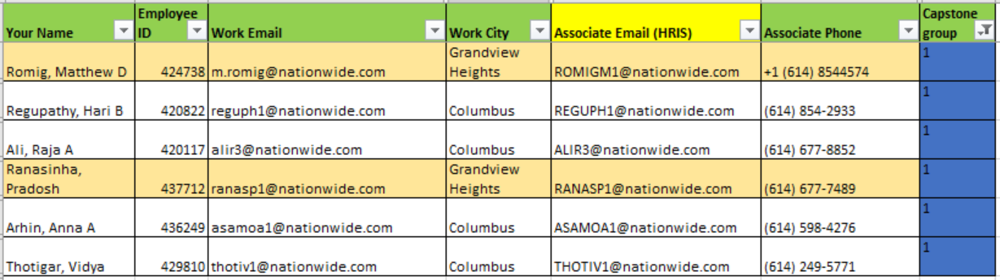 Your Name Employee ID Work Email Work City Associate Email (HRIS) Associate Phone Capstone group
Romig, Matthew D 424738 m.romig@nationwide.com Grandview Heights ROMIGM1@nationwide.com +1 (614) 8544574 1
Regupathy, Hari B 420822 reguph1@nationwide.com Columbus REGUPH1@nationwide.com (614) 854-2933 1
Ali, Raja A 420117 alir3@nationwide.com Columbus ALIR3@nationwide.com (614) 677-8852 1
Ranasinha, Pradosh 437712 ranasp1@nationwide.com Grandview Heights RANASP1@nationwide.com (614) 677-7489 1
Arhin, Anna A 436249 asamoa1@nationwide.com Columbus ASAMOA1@nationwide.com (614) 598-4276 1
Thotigar, Vidya 429810 thotiv1@nationwide.com Columbus THOTIV1@nationwide.com (614) 249-5771 1